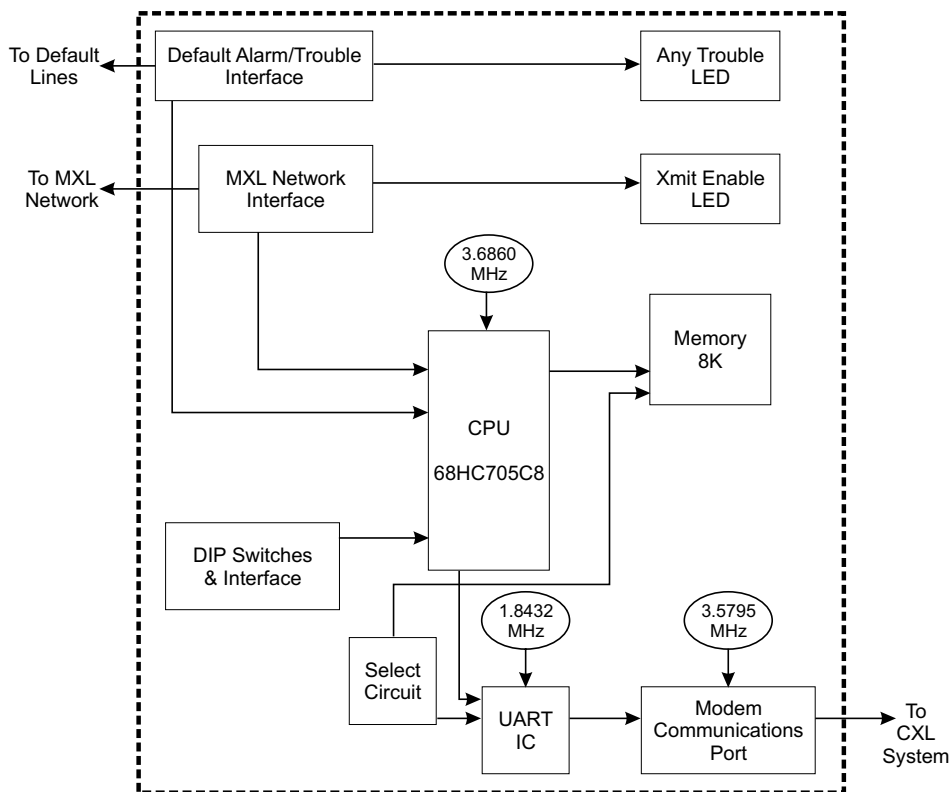 To Default
Lines
Default Alarm/Trouble
Interface
Any Trouble
LED
To MXL
Network
MXL Network
Interface
Xmit Enable
LED
3.6860
MHz
Memory
8K
CPU
68HC705C8
DIP Switches
& Interface
1.8432
MHz
3.5795
MHz
Select
Circuit
UART
IC
Modem
Communications
Port
To
CXL
System